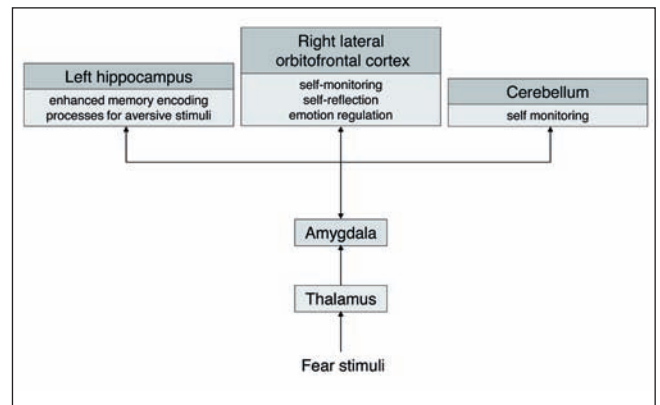 Left hippocampus
enhanced memory encoding
processes for aversive stimuli
Right lateral
orbitofrontal cortex
self-monitoring
self-reflection
emotion regulation
Cerebellum
self monitoring
Amygdala
Thalamus
Fear stimuli